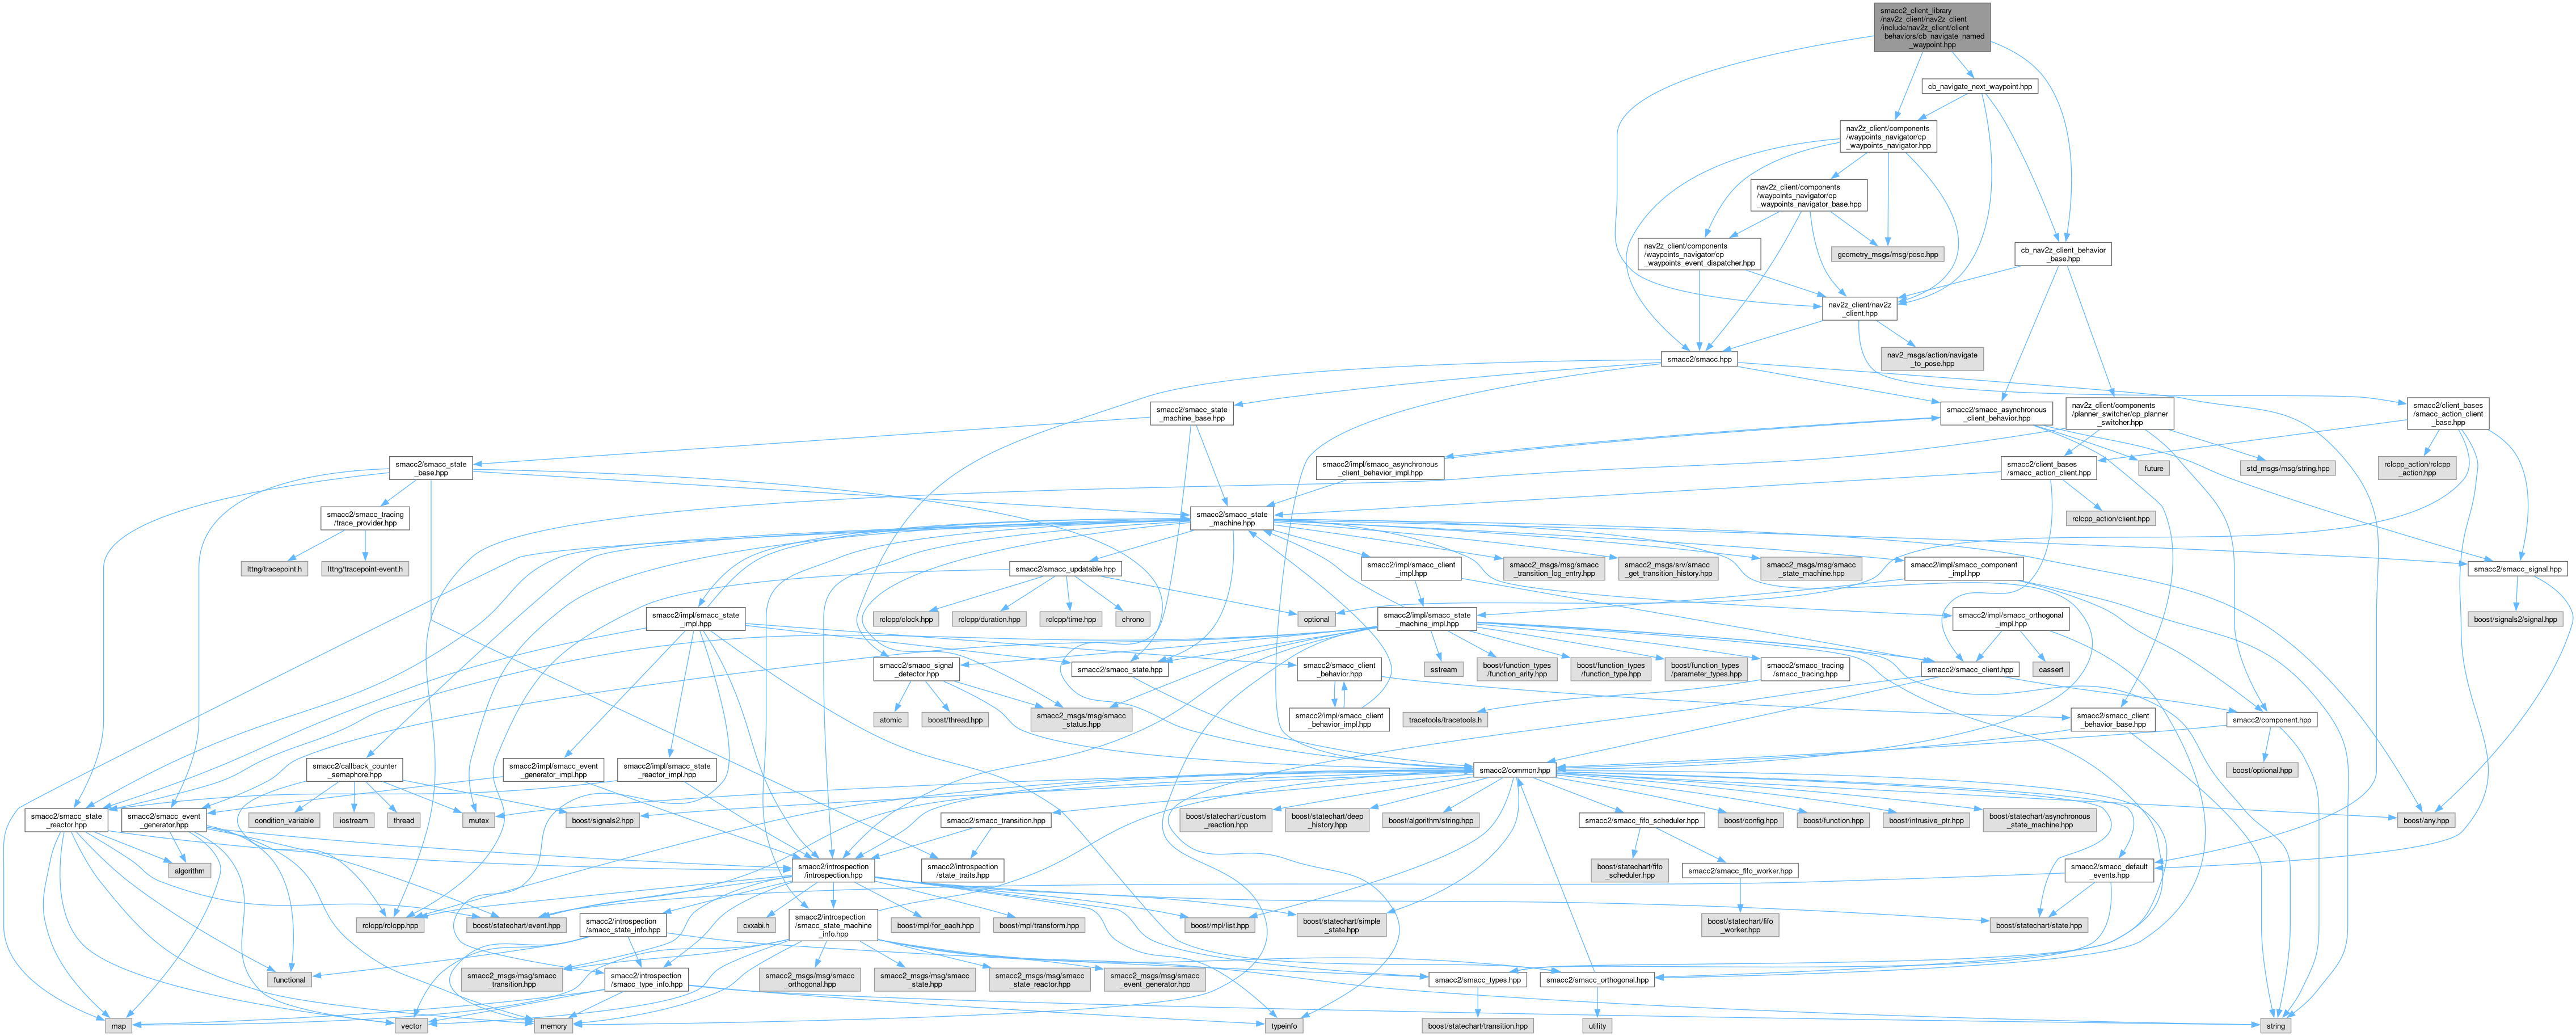 smacc2_client_library
/nav2z_client/nav2z_client
/include/nav2z_client/client
_behaviors/cb_navigate_named
_waypoint.hpp
cb_navigate_next_waypoint.hpp
nav2z_client/components
/waypoints_navigator/cp
_waypoints_navigator.hpp
nav2z_client/components
/waypoints_navigator/cp
_waypoints_navigator_base.hpp
nav2z_client/components
/waypoints_navigator/cp
_waypoints_event_dispatcher.hpp
geometry_msgs/msg/pose.hpp
cb_nav2z_client_behavior
_base.hpp
nav2z_client/nav2z
_client.hpp
smacc2/smacc.hpp
nav2_msgs/action/navigate
_to_pose.hpp
smacc2/smacc_state
_machine_base.hpp
smacc2/smacc_asynchronous
_client_behavior.hpp
nav2z_client/components
/planner_switcher/cp_planner
_switcher.hpp
smacc2/client_bases
/smacc_action_client
_base.hpp
smacc2/smacc_state
_base.hpp
smacc2/impl/smacc_asynchronous
_client_behavior_impl.hpp
smacc2/client_bases
/smacc_action_client.hpp
future
std_msgs/msg/string.hpp
rclcpp_action/rclcpp
_action.hpp
smacc2/smacc_tracing
/trace_provider.hpp
smacc2/smacc_state
_machine.hpp
rclcpp_action/client.hpp
lttng/tracepoint.h
lttng/tracepoint-event.h
smacc2/smacc_updatable.hpp
smacc2/impl/smacc_client
_impl.hpp
smacc2_msgs/msg/smacc
_transition_log_entry.hpp
smacc2_msgs/srv/smacc
_get_transition_history.hpp
smacc2_msgs/msg/smacc
_state_machine.hpp
smacc2/impl/smacc_component
_impl.hpp
smacc2/smacc_signal.hpp
smacc2/impl/smacc_state
_impl.hpp
rclcpp/clock.hpp
rclcpp/duration.hpp
rclcpp/time.hpp
chrono
optional
smacc2/impl/smacc_state
_machine_impl.hpp
smacc2/impl/smacc_orthogonal
_impl.hpp
boost/signals2/signal.hpp
smacc2/smacc_signal
_detector.hpp
smacc2/smacc_state.hpp
smacc2/smacc_client
_behavior.hpp
sstream
boost/function_types
/function_arity.hpp
boost/function_types
/function_type.hpp
boost/function_types
/parameter_types.hpp
smacc2/smacc_tracing
/smacc_tracing.hpp
smacc2/smacc_client.hpp
cassert
atomic
boost/thread.hpp
smacc2_msgs/msg/smacc
_status.hpp
smacc2/impl/smacc_client
_behavior_impl.hpp
tracetools/tracetools.h
smacc2/smacc_client
_behavior_base.hpp
smacc2/component.hpp
smacc2/callback_counter
_semaphore.hpp
smacc2/impl/smacc_event
_generator_impl.hpp
smacc2/impl/smacc_state
_reactor_impl.hpp
smacc2/common.hpp
boost/optional.hpp
smacc2/smacc_state
_reactor.hpp
smacc2/smacc_event
_generator.hpp
condition_variable
iostream
thread
mutex
boost/signals2.hpp
smacc2/smacc_transition.hpp
boost/statechart/custom
_reaction.hpp
boost/statechart/deep
_history.hpp
boost/algorithm/string.hpp
smacc2/smacc_fifo_scheduler.hpp
boost/config.hpp
boost/function.hpp
boost/intrusive_ptr.hpp
boost/statechart/asynchronous
_state_machine.hpp
boost/any.hpp
algorithm
smacc2/introspection
/introspection.hpp
smacc2/introspection
/state_traits.hpp
boost/statechart/fifo
_scheduler.hpp
smacc2/smacc_fifo_worker.hpp
smacc2/smacc_default
_events.hpp
rclcpp/rclcpp.hpp
boost/statechart/event.hpp
smacc2/introspection
/smacc_state_info.hpp
cxxabi.h
smacc2/introspection
/smacc_state_machine
_info.hpp
boost/mpl/for_each.hpp
boost/mpl/transform.hpp
boost/mpl/list.hpp
boost/statechart/simple
_state.hpp
boost/statechart/fifo
_worker.hpp
boost/statechart/state.hpp
functional
smacc2_msgs/msg/smacc
_transition.hpp
smacc2/introspection
/smacc_type_info.hpp
smacc2_msgs/msg/smacc
_orthogonal.hpp
smacc2_msgs/msg/smacc
_state.hpp
smacc2_msgs/msg/smacc
_state_reactor.hpp
smacc2_msgs/msg/smacc
_event_generator.hpp
smacc2/smacc_types.hpp
smacc2/smacc_orthogonal.hpp
map
vector
memory
typeinfo
boost/statechart/transition.hpp
utility
string